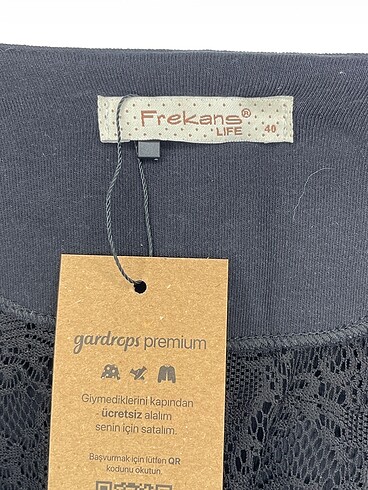 Frekans®
LIFE 40
gardrops premium
Giymediklerini kapından
ücretsiz alalım
senin için satalım.
Başvurmak için lütfen QR
kodunu okutun.